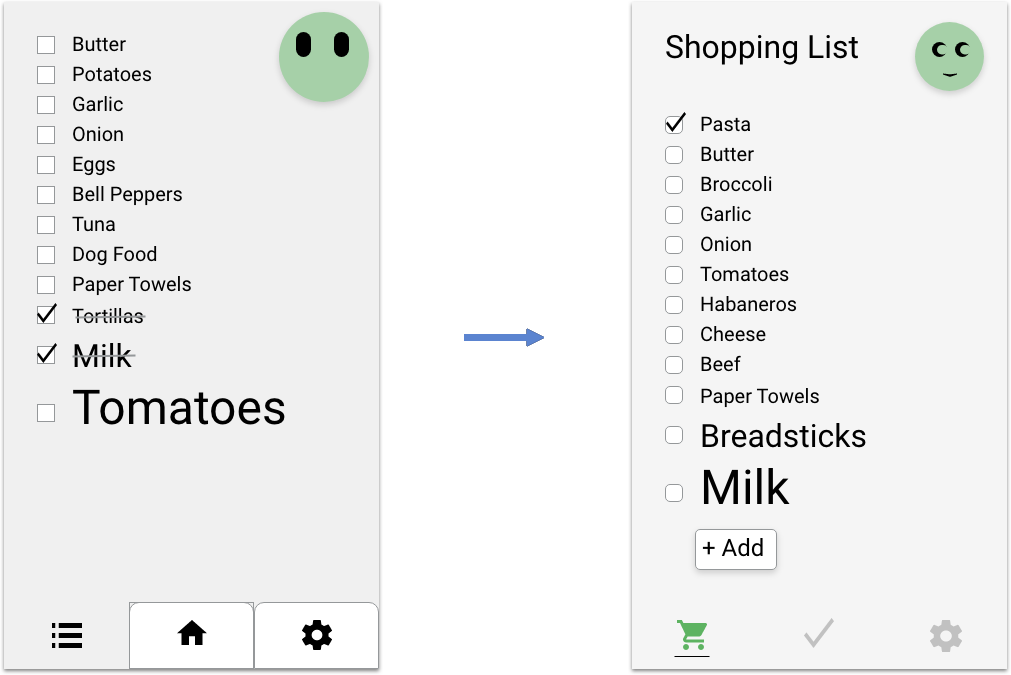 Butter
Potatoes
Garlic
Onion
Eggs
Bell Peppers
Tuna
Dog Food
Paper Towels
Tortillas
Milk
Tomatoes
Shopping List
Pasta
Butter
Broccoli
Garlic
Onion
Tomatoes
Habaneros
Cheese
Beef
Paper Towels
Breadsticks
Milk
+ Add